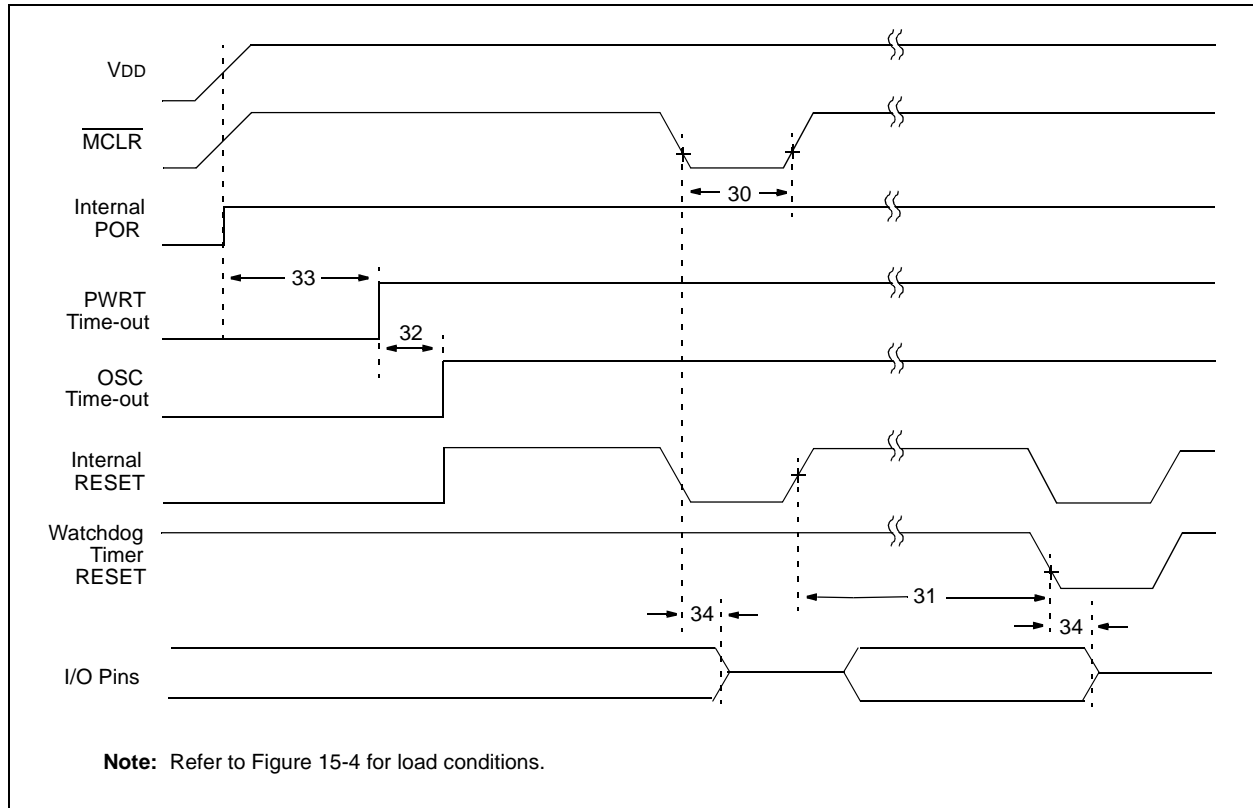 VDD
MCLR
30
Internal
POR
33
PWRT
Time-out
32
OSC
Time-out
Internal
RESET
Watchdog
Timer
RESET
31
34
34
I/O Pins
Note: Refer to Figure 15-4 for load conditions.